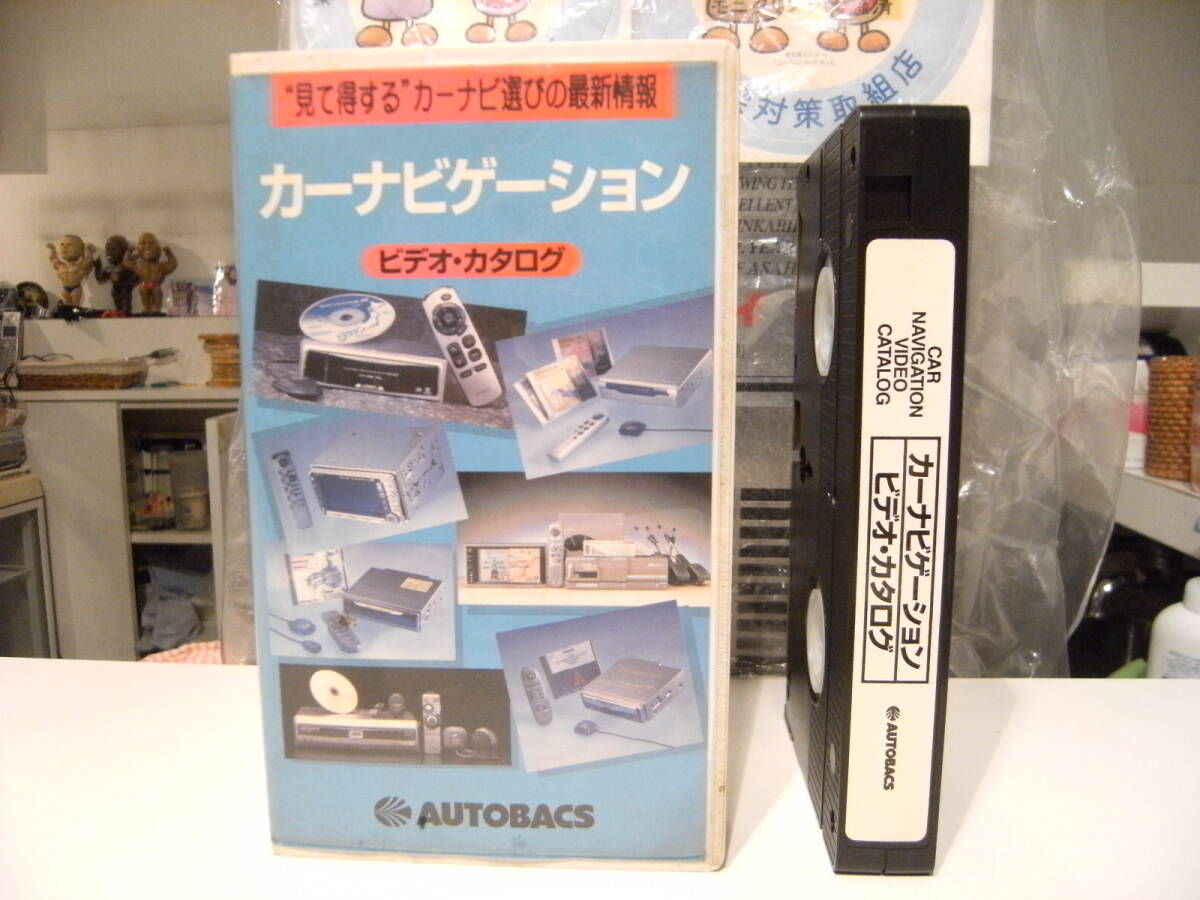 “見て得する”カーナビ選びの最新情報
カーナビゲーション
ビデオ・カタログ
AUTOBACS
CAR
NAVIGATION
VIDEO
CATALOG
カーナビゲーション
ビデオ・カタログ
AUTOBACS
対策取組店